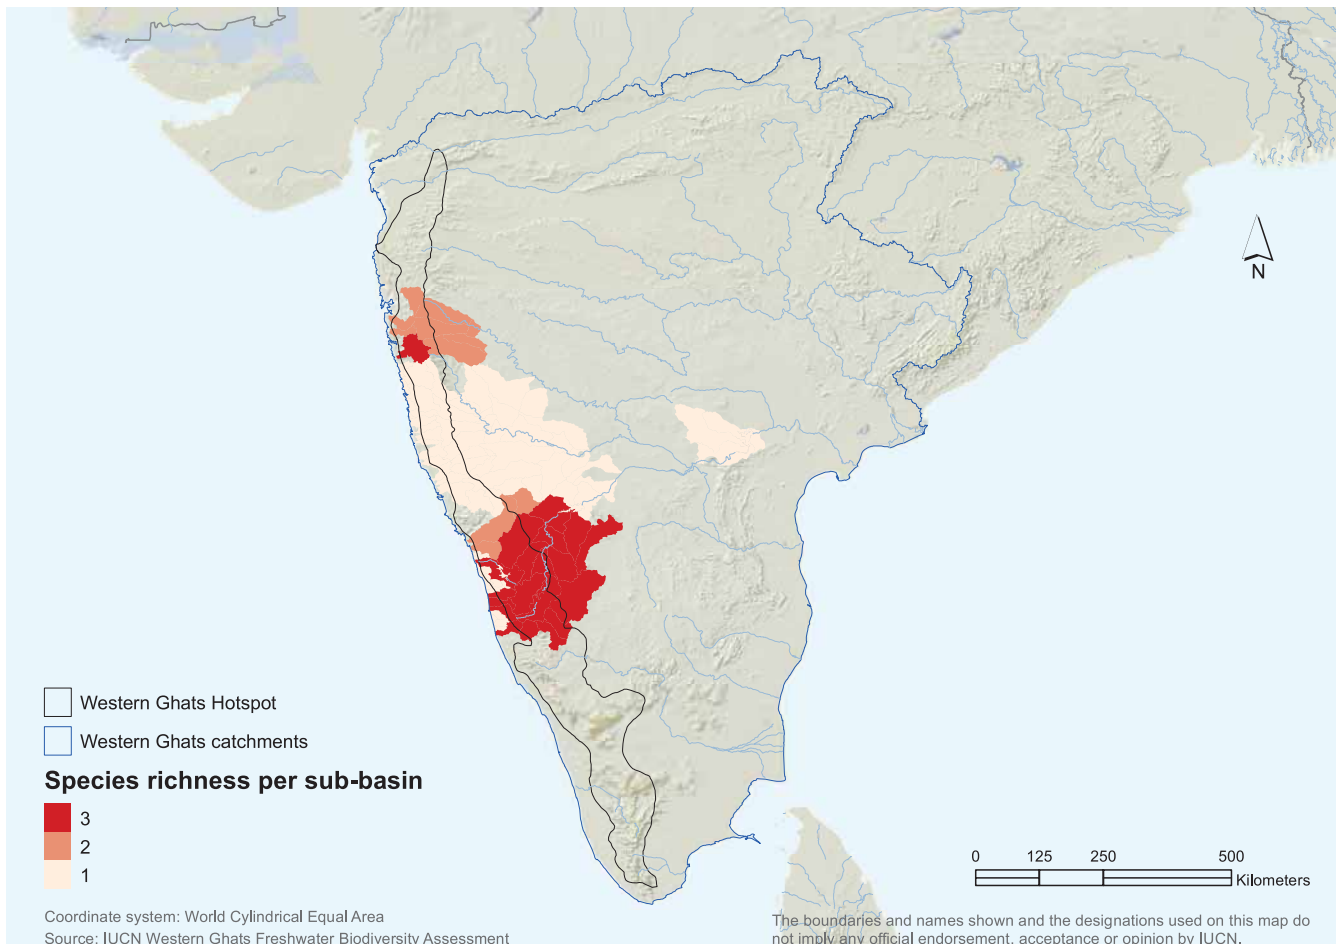 N
Western Ghats Hotspot
Western Ghats catchments
Species richness per sub-basin
3
2
1
0 125 250 500
Kilometers
Coordinate system: World Cylindrical Equal Area
Source: IUCN Western Ghats Freshwater Biodiversity Assessment
The boundaries and names shown and the designations used on this map do
not imply any official endorsement, acceptance or opinion by IUCN.